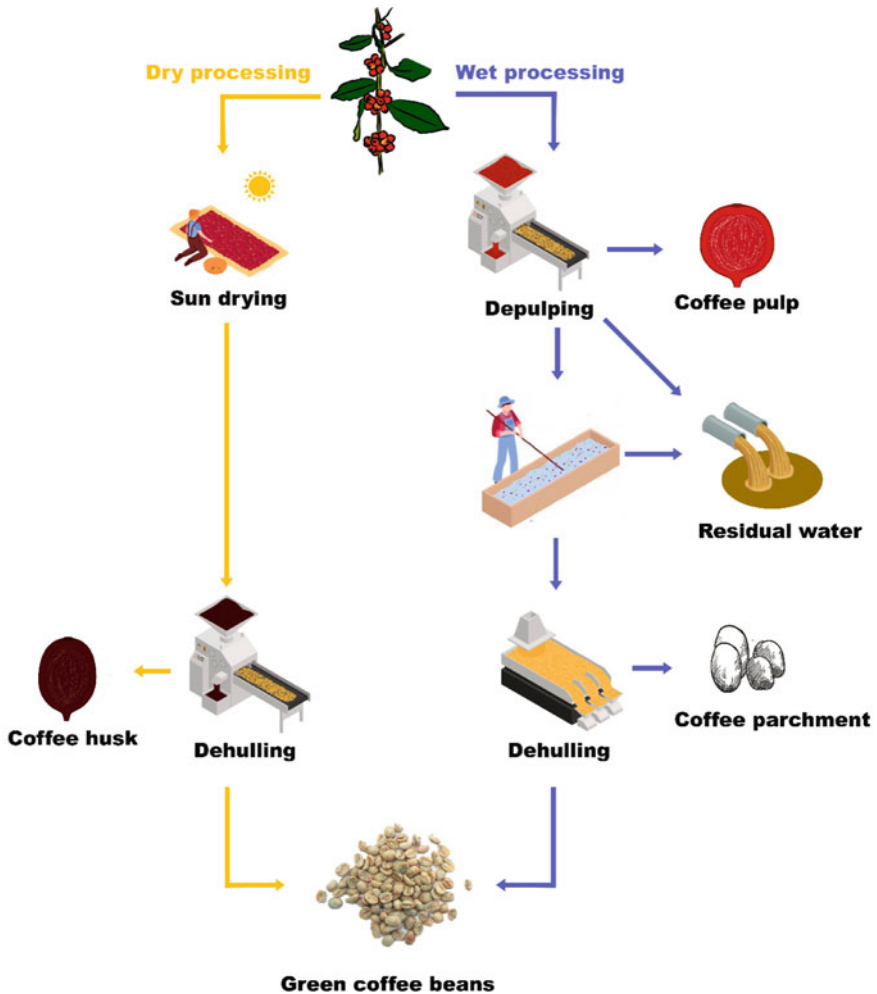 Dry processing
Wet processing
Sun drying
Depulping
Coffee pulp
Residual water
Coffee husk
Dehulling
Dehulling
Coffee parchment
Green coffee beans